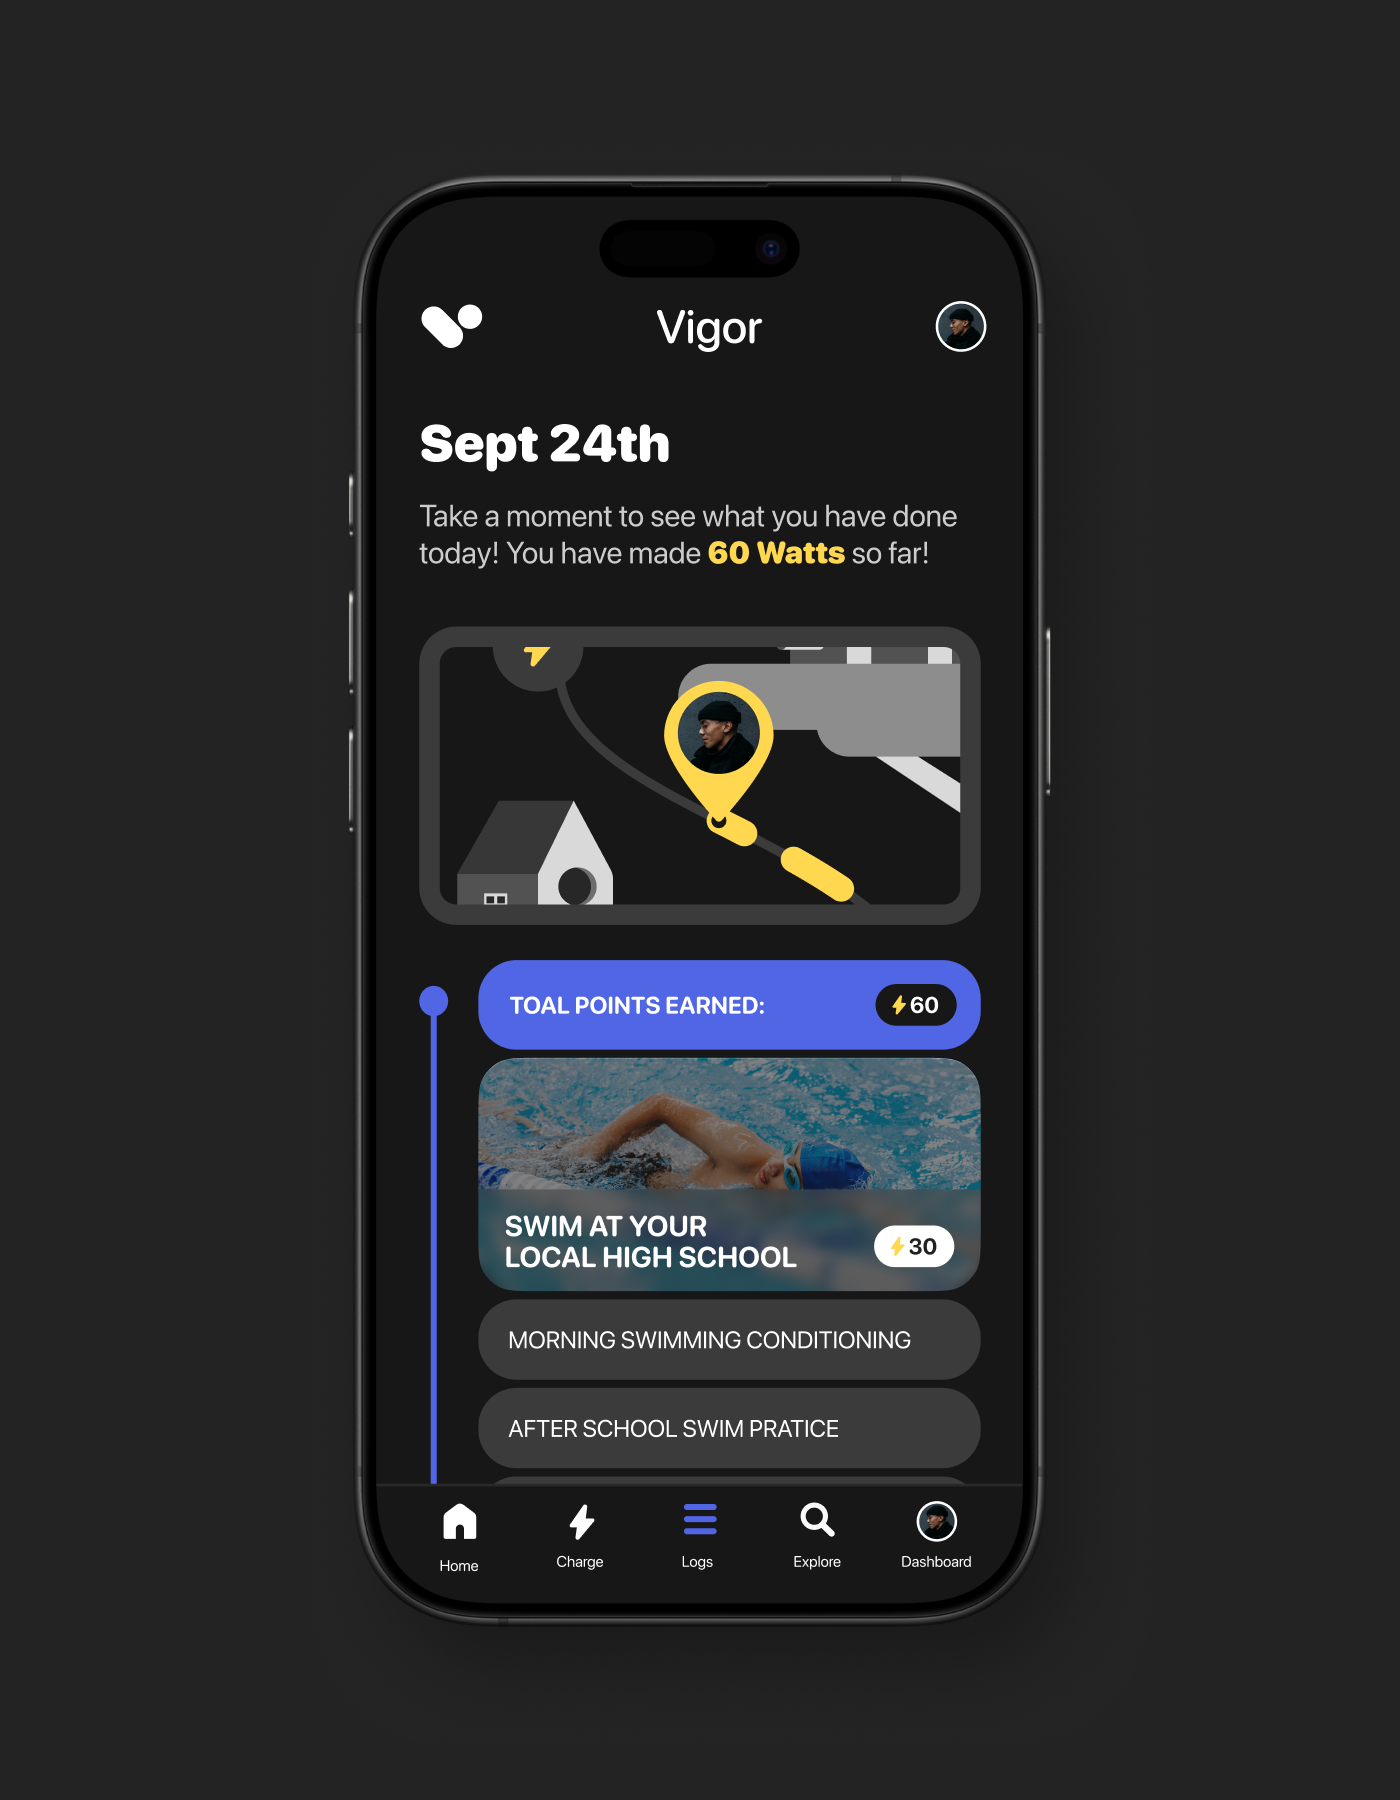 Vigor
Sept 24th
Take a moment to see what you have done
today! You have made 60 Watts so far!
TOAL POINTS EARNED:
60
SWIM AT YOUR
LOCAL HIGH SCHOOL
30
MORNING SWIMMING CONDITIONING
AFTER SCHOOL SWIM PRATICE
Home
Charge
Logs
Explore
Dashboard